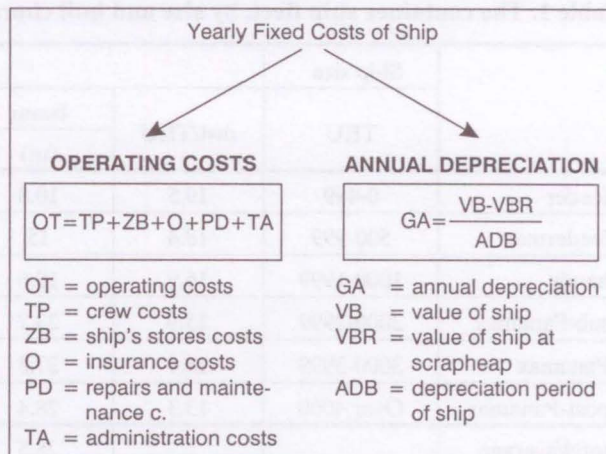 Yearly Fixed Costs of Ship
OPERATING COSTS
OT=TP+ZB+O+PD+TA
OT = operating costs
TP = crew costs
ZB = ship's stores costs
O = insurance costs
PD = repairs and mainte-
nance c.
TA = administration costs
ANNUAL DEPRECIATION
GA= VB-VBR
ADB
GA = annual depreciation
VB = value of ship
VBR = value of ship at
scrapheap
ADB = depreciation period
of ship